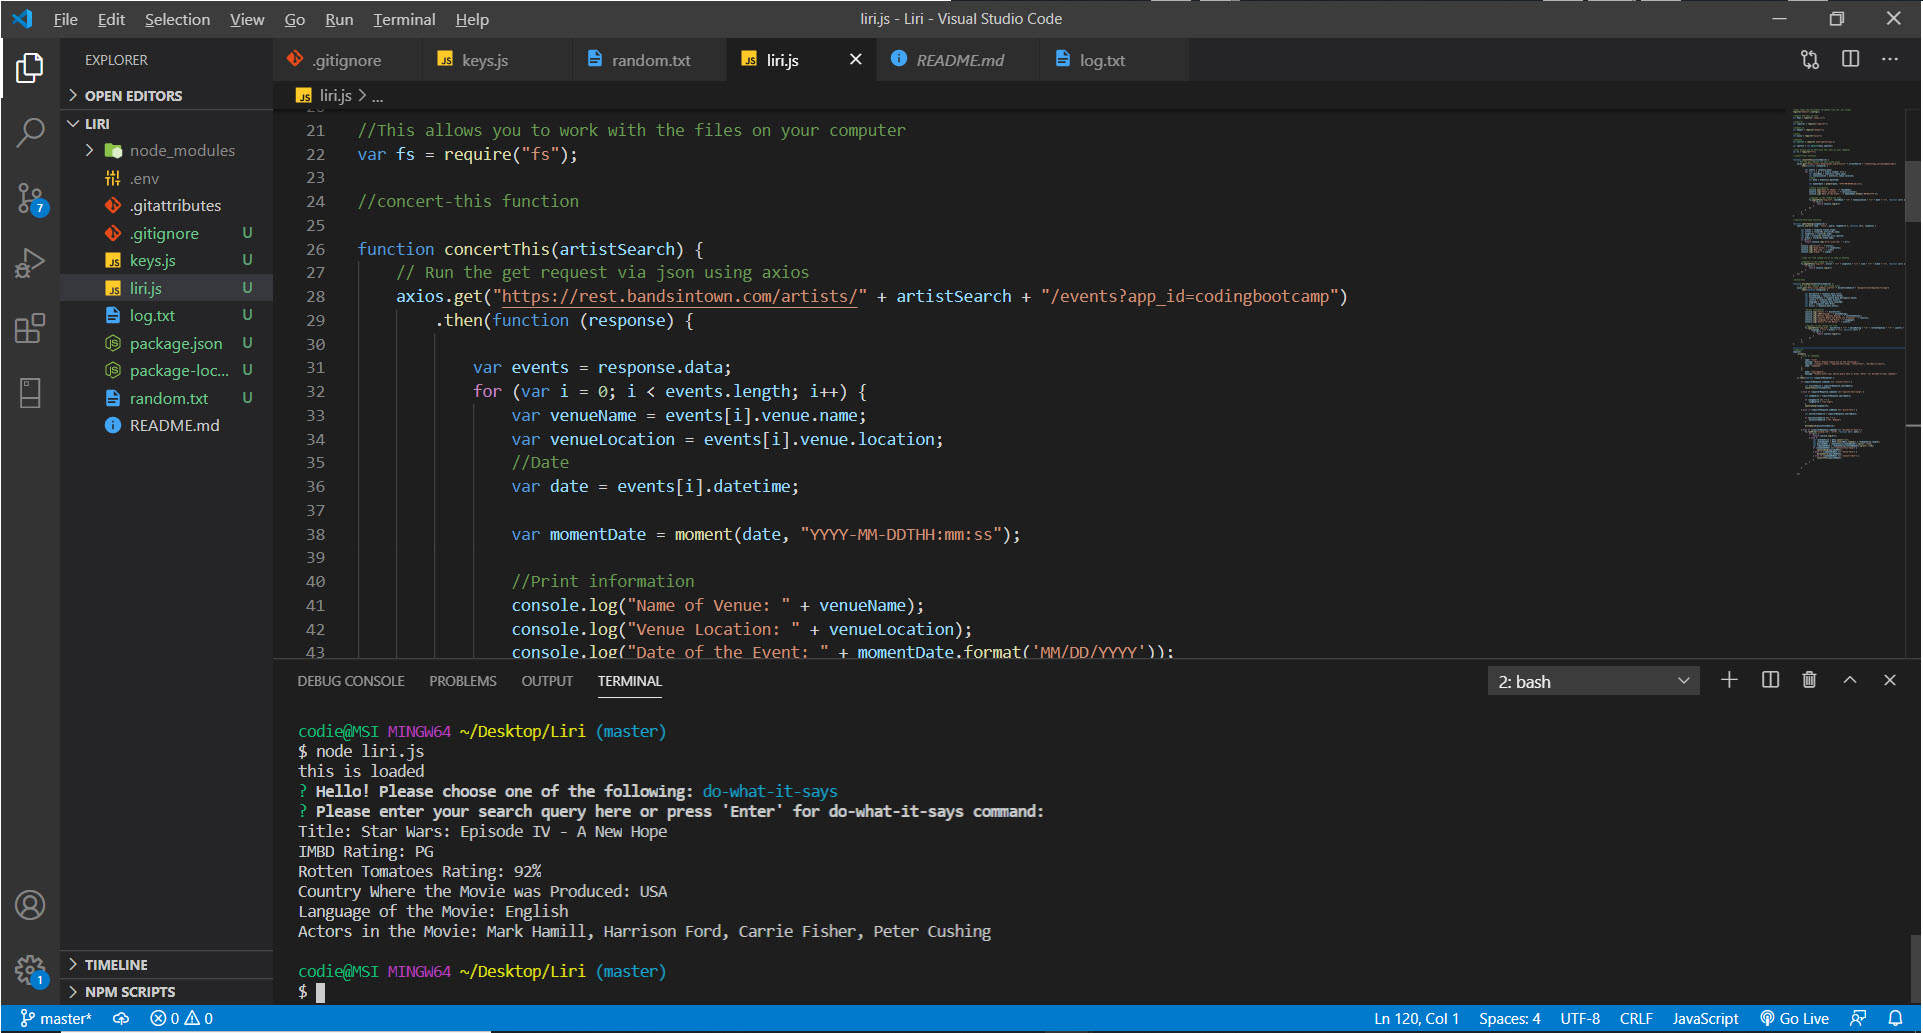 File Edit Selection View Go Run Terminal Help
liri.js - Liri - Visual Studio Code
EXPLORER
OPEN EDITORS
LIRI
node_modules
.env
.gitattributes
.gitignore U
keys.js U
liri.js U
log.txt U
package.json U
package-loc... U
random.txt U
README.md
TIMELINE
NPM SCRIPTS
7
1
.gitignore keys.js random.txt liri.js README.md log.txt
liri.js > ...
21 //This allows you to work with the files on your computer
22 var fs = require("fs");
23
24 //concert-this function
25
26 function concertThis(artistSearch) {
27 // Run the get request via json using axios
28 axios.get("https://rest.bandsintown.com/artists/" + artistSearch + "/events?app_id=codingbootcamp")
29 .then(function (response) {
30
31 var events = response.data;
32 for (var i = 0; i < events.length; i++) {
33 var venueName = events[i].venue.name;
34 var venueLocation = events[i].venue.location;
35 //Date
36 var date = events[i].datetime;
37
38 var momentDate = moment(date, "YYYY-MM-DDTHH:mm:ss");
39
40 //Print information
41 console.log("Name of Venue: " + venueName);
42 console.log("Venue Location: " + venueLocation);
43 console.log("Date of the Event: " + momentDate.format('MM/DD/YYYY'));
DEBUG CONSOLE PROBLEMS OUTPUT TERMINAL
2: bash
codie@MSI MINGW64 ~/Desktop/Liri (master)
$ node liri.js
this is loaded
? Hello! Please choose one of the following: do-what-it-says
? Please enter your search query here or press 'Enter' for do-what-it-says command:
Title: Star Wars: Episode IV - A New Hope
IMBD Rating: PG
Rotten Tomatoes Rating: 92%
Country Where the Movie was Produced: USA
Language of the Movie: English
Actors in the Movie: Mark Hamill, Harrison Ford, Carrie Fisher, Peter Cushing
codie@MSI MINGW64 ~/Desktop/Liri (master)
$
master* 0 0 Ln 120, Col 1 Spaces: 4 UTF-8 CRLF JavaScript Go Live